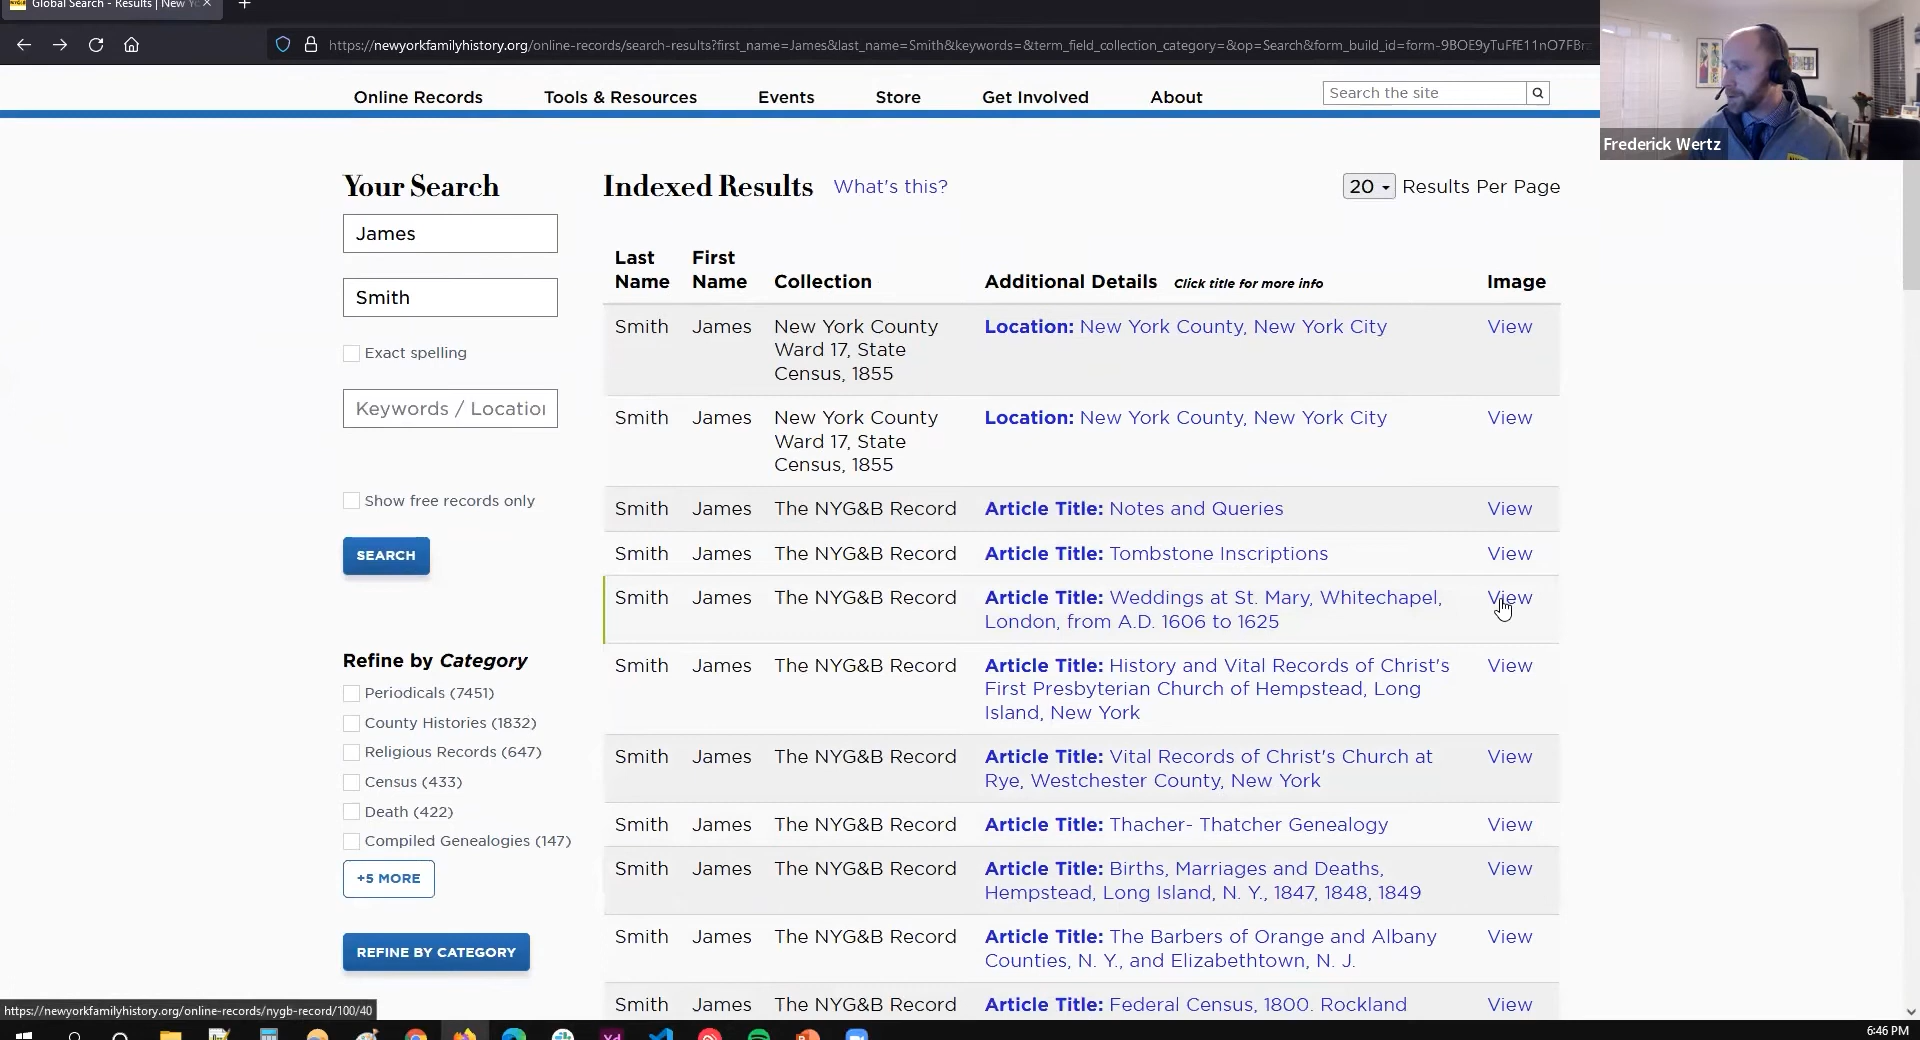 Global Search - Results | New Yo
https://newyorkfamilyhistory.org/online-records/search-results?first_name=James&last_name=Smith&keywords=&term_field_collection_category=&op=Search&form_build_id=form-9BOE9yTuFfE11nO7FBr
Frederick Wertz
Online Records Tools & Resources Events Store Get Involved About Search the site
Your Search
James
Smith
Exact spelling
Keywords / Location
Show free records only
SEARCH
Refine by Category
Periodicals (7451)
County Histories (1832)
Religious Records (647)
Census (433)
Death (422)
Compiled Genealogies (147)
+5 MORE
REFINE BY CATEGORY
Indexed Results What's this? 20 Results Per Page
Last Name First Name Collection Additional Details Click title for more info Image
Smith James New York County Ward 17, State Census, 1855 Location: New York County, New York City View
Smith James New York County Ward 17, State Census, 1855 Location: New York County, New York City View
Smith James The NYG&B Record Article Title: Notes and Queries View
Smith James The NYG&B Record Article Title: Tombstone Inscriptions View
Smith James The NYG&B Record Article Title: Weddings at St. Mary, Whitechapel, London, from A.D. 1606 to 1625 View
Smith James The NYG&B Record Article Title: History and Vital Records of Christ's First Presbyterian Church of Hempstead, Long Island, New York View
Smith James The NYG&B Record Article Title: Vital Records of Christ's Church at Rye, Westchester County, New York View
Smith James The NYG&B Record Article Title: Thacher- Thatcher Genealogy View
Smith James The NYG&B Record Article Title: Births, Marriages and Deaths, Hempstead, Long Island, N. Y., 1847, 1848, 1849 View
Smith James The NYG&B Record Article Title: The Barbers of Orange and Albany Counties, N. Y., and Elizabethtown, N. J. View
Smith James The NYG&B Record Article Title: Federal Census, 1800. Rockland View
https://newyorkfamilyhistory.org/online-records/nygb-record/100/40
Xd
6:46 PM